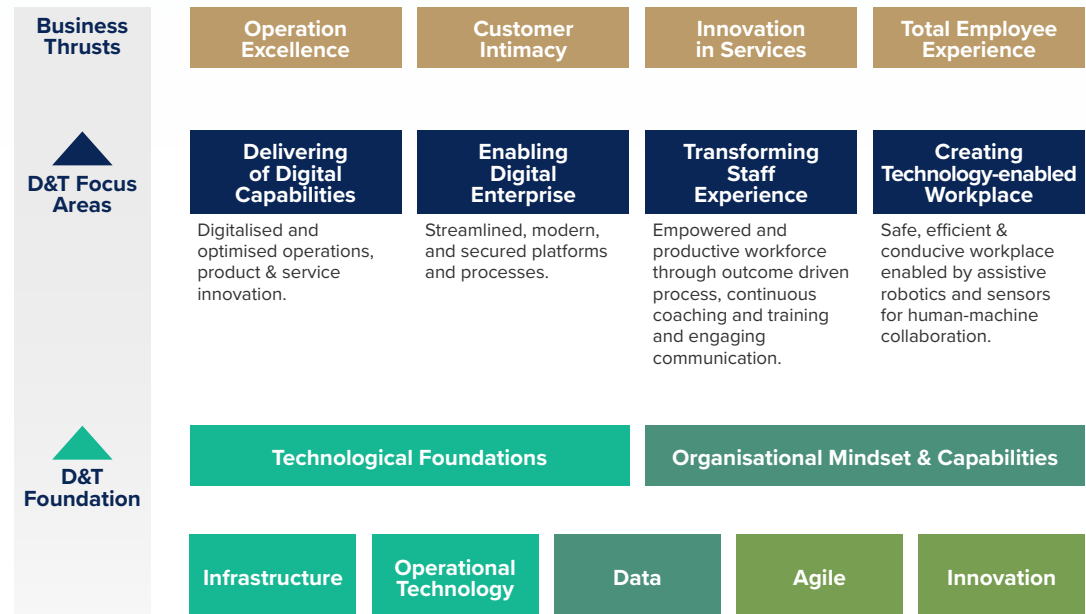 Business
Thrusts
Operation
Excellence
Customer
Intimacy
Innovation
in Services
Total Employee
Experience
D&T Focus
Areas
Delivering
of Digital
Capabilities
Digitalised and
optimised operations,
product & service
innovation.
Enabling
Digital
Enterprise
Streamlined, modern,
and secured platforms
and processes.
Transforming
Staff
Experience
Empowered and
productive workforce
through outcome driven
process, continuous
coaching and training
and engaging
communication.
Creating
Technology-enabled
Workplace
Safe, efficient &
conducive workplace
enabled by assistive
robotics and sensors
for human-machine
collaboration.
D&T
Foundation
Technological Foundations
Organisational Mindset & Capabilities
Infrastructure
Operational
Technology
Data
Agile
Innovation